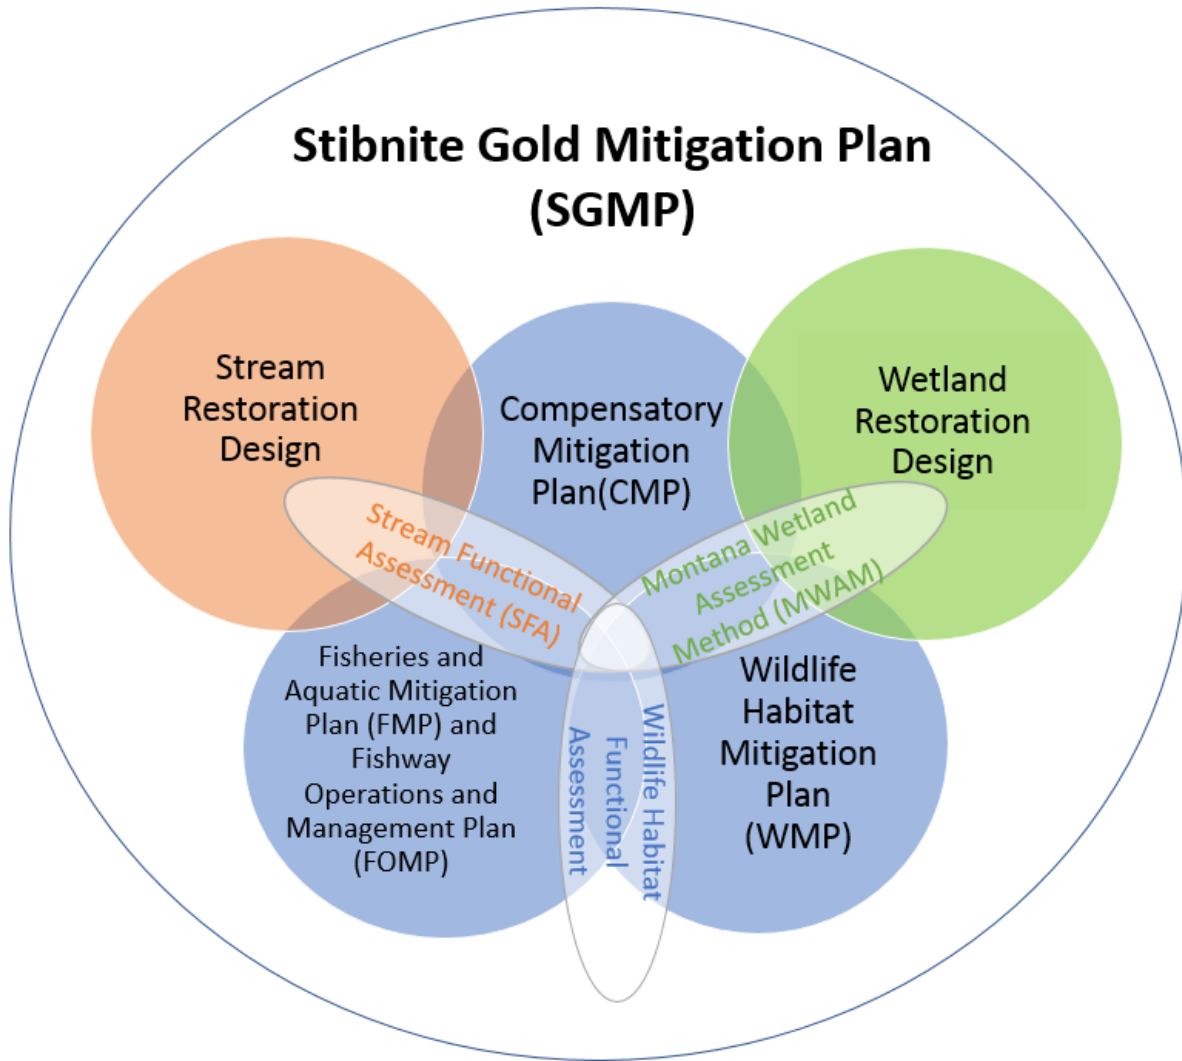 Stibnite Gold Mitigation Plan
(SGMP)
Stream
Restoration
Design
Compensatory
Mitigation
Plan(CMP)
Wetland
Restoration
Design
Stream Functional
Assessment (SFA)
Montana Wetland
Assessment
Method (MWAM)
Fisheries and
Aquatic Mitigation
Plan (FMP) and
Fishway
Operations and
Management Plan
(FOMP)
Wildlife Habitat
Functional
Assessment
Wildlife
Habitat
Mitigation
Plan
(WMP)